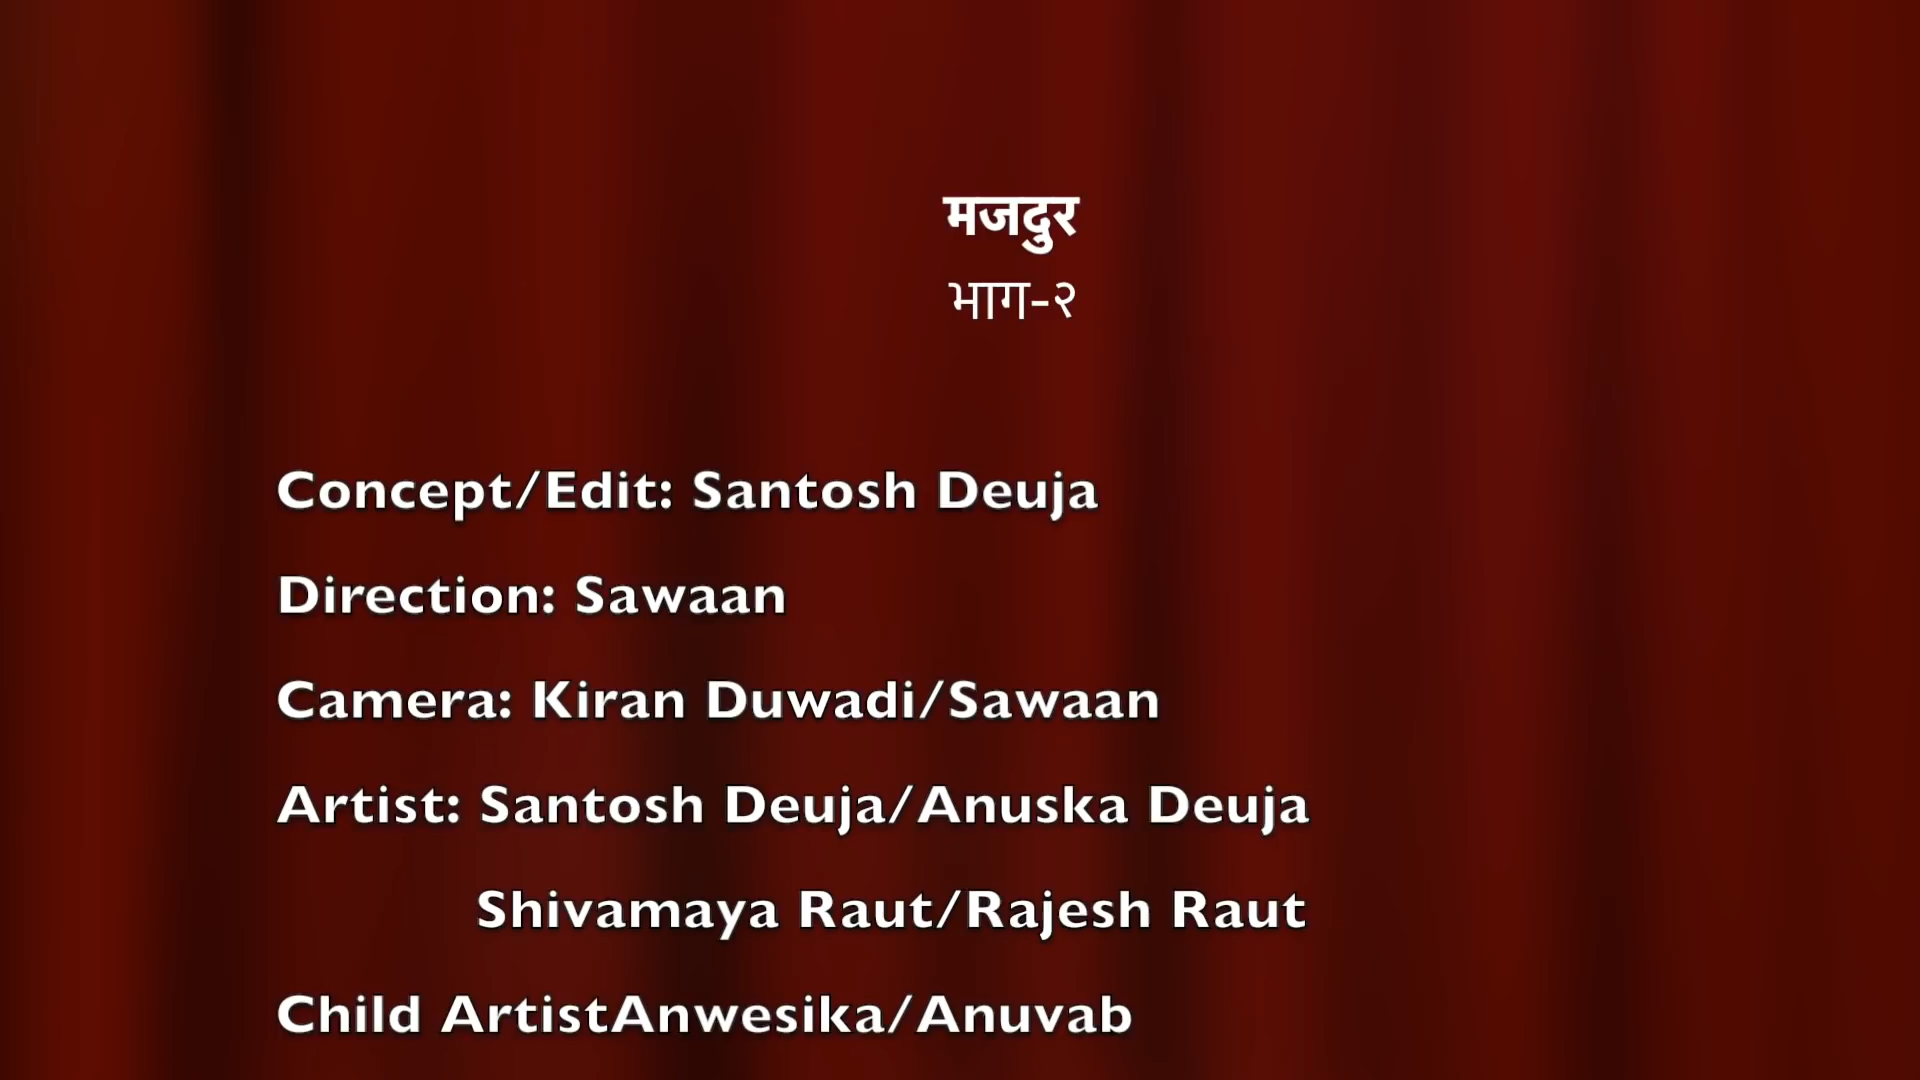 मजदुर
भाग-२
Concept/Edit: Santosh Deuja
Direction: Sawaan
Camera: Kiran Duwadi/Sawaan
Artist: Santosh Deuja/Anuska Deuja
Shivamaya Raut/Rajesh Raut
Child ArtistAnwesika/Anuvab